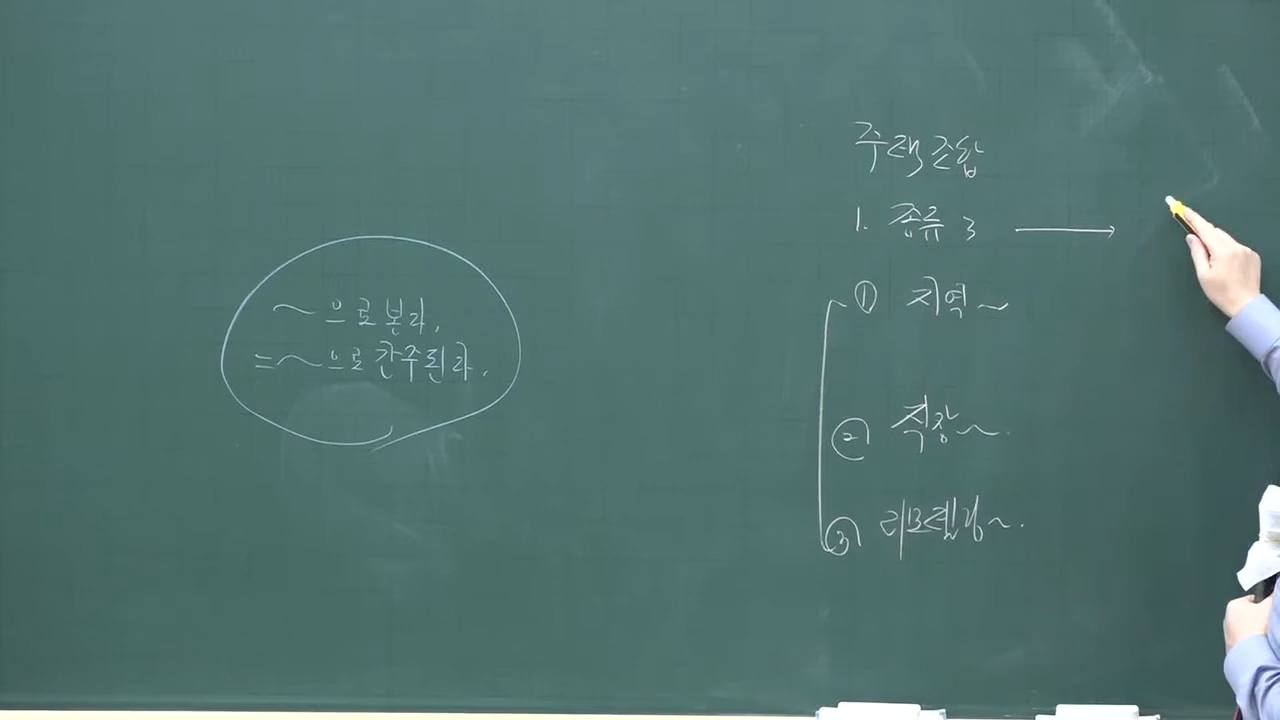 ~으로본다.
=~으로간주된다.
주택조합
1. 종류 3 →
① 지역~
② 직장~.
③ 리모델링~.